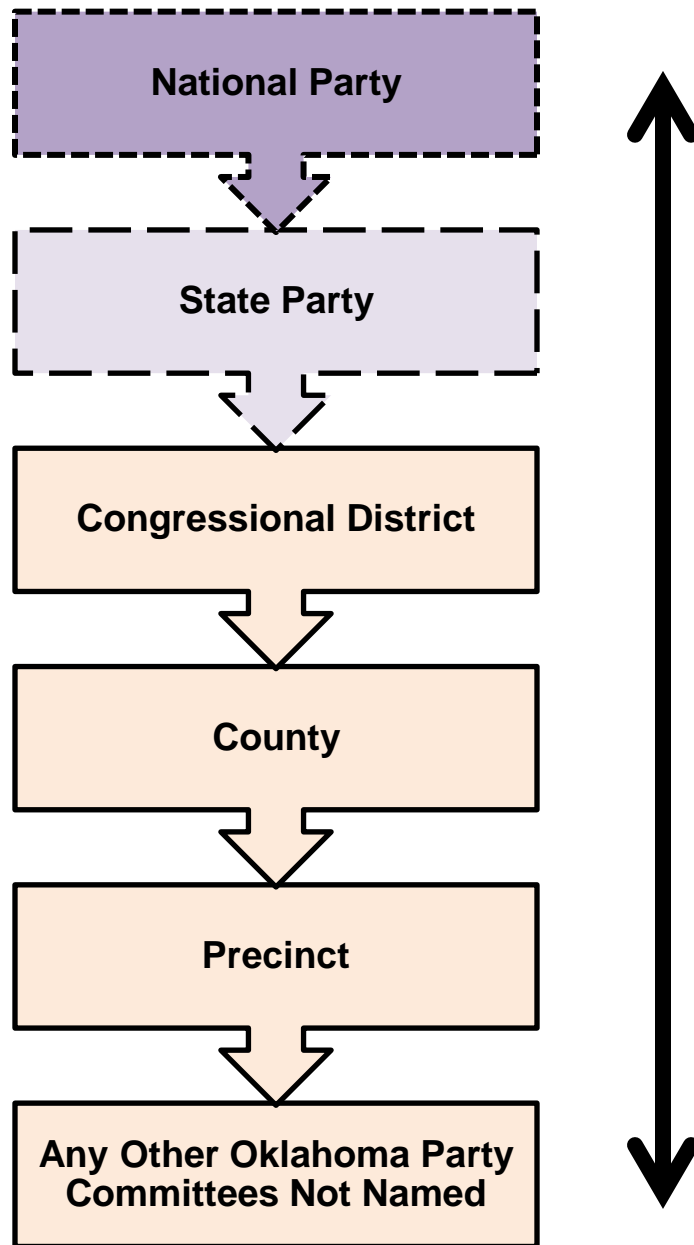 National Party
State Party
Congressional District
County
Precinct
Any Other Oklahoma Party
Committees Not Named